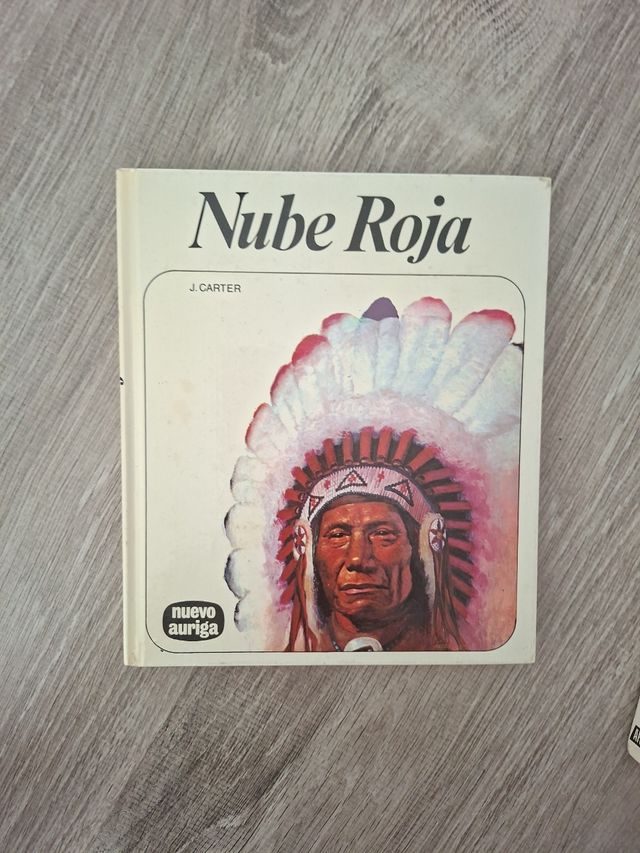 Nube Roja
J. CARTER
nuevo
auriga